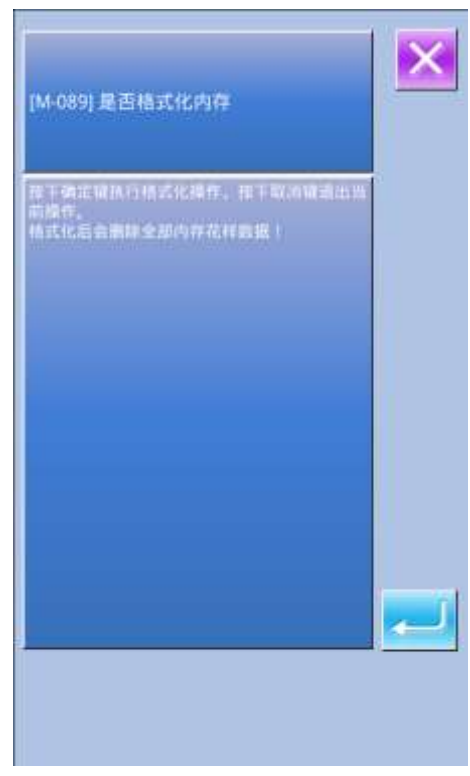 [M-089] 是否格式化内存
按下确定键执行格式化操作，按下取消键退出当
前操作。
格式化后会删除全部内存花样数据！